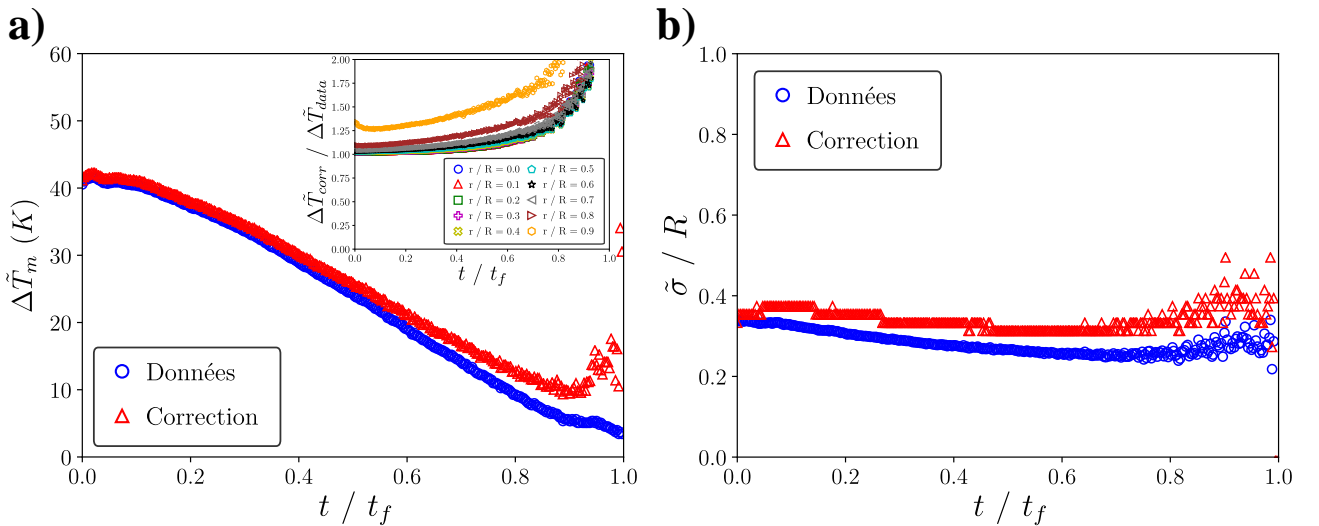 a)
60
50
40
30
20
10
0
0.0 0.2 0.4 0.6 0.8 1.0
ΔT̃m (K)
t / tf
Données
Correction
2.00
1.75
1.50
1.25
1.00
0.75
0.50
0.25
0.00
0.0 0.2 0.4 0.6 0.8 1.0
ΔT̃corr / ΔT̃data
t / tf
r / R = 0.0 r / R = 0.5
r / R = 0.1 r / R = 0.6
r / R = 0.2 r / R = 0.7
r / R = 0.3 r / R = 0.8
r / R = 0.4 r / R = 0.9
b)
1.0
0.8
0.6
0.4
0.2
0.0
0.0 0.2 0.4 0.6 0.8 1.0
σ̃ / R
t / tf
Données
Correction